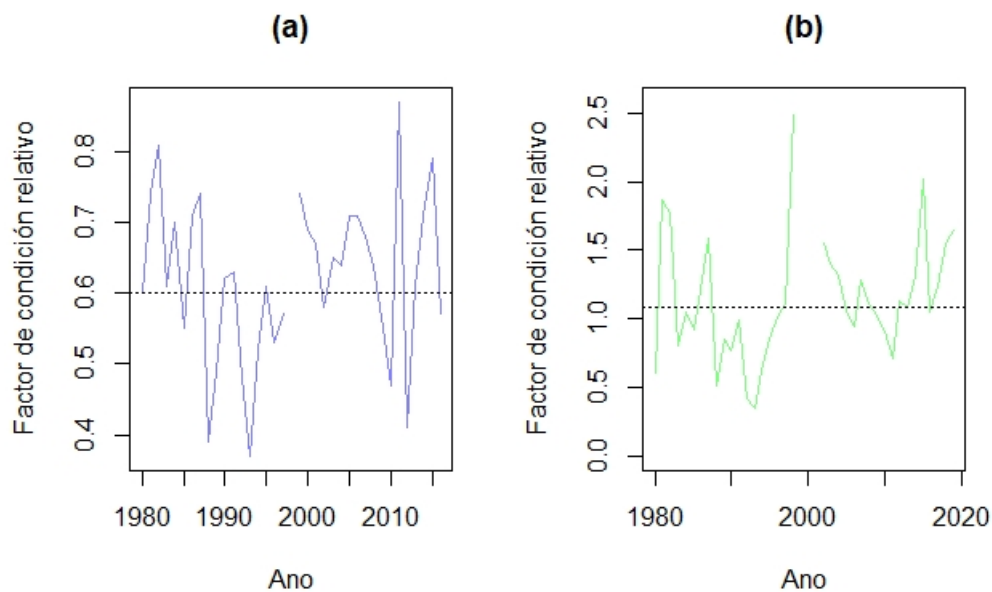 (a)
Factor de condición relativo
0.8
0.7
0.6
0.5
0.4
1980 1990 2000 2010
Ano
(b)
Factor de condición relativo
2.5
2.0
1.5
1.0
0.5
0.0
1980 2000 2020
Ano